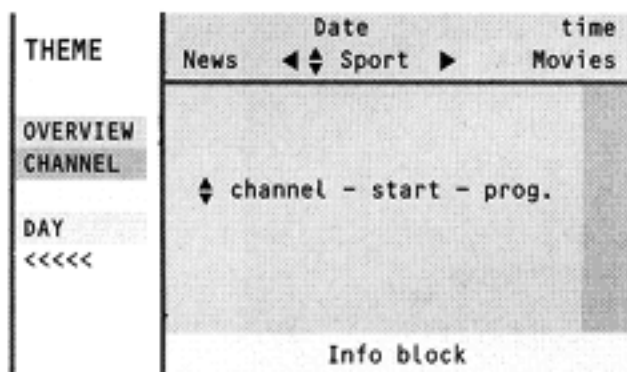 THEME
OVERVIEW
CHANNEL
DAY
<<<<<
Date time
News ◀ ⬍ Sport ▶ Movies
⬍ channel - start - prog.
Info block